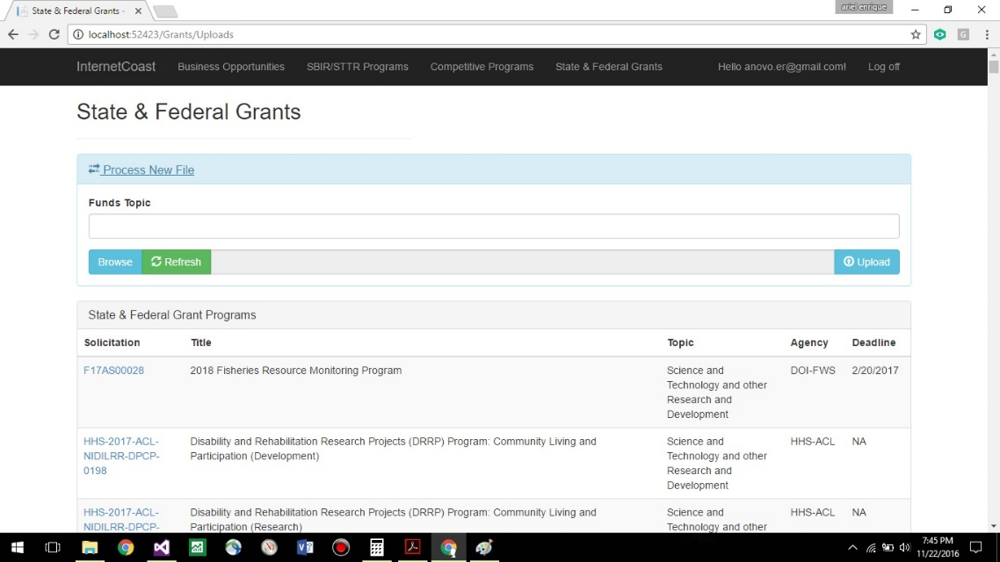 State & Federal Grants -
ariel enrique
localhost:52423/Grants/Uploads
InternetCoast Business Opportunities SBIR/STTR Programs Competitive Programs State & Federal Grants Hello anovo.er@gmail.com! Log off
State & Federal Grants
Process New File
Funds Topic
Browse Refresh Upload
State & Federal Grant Programs
Solicitation Title Topic Agency Deadline
F17AS00028 2018 Fisheries Resource Monitoring Program Science and DOI-FWS 2/20/2017
Technology and other
Research and
Development
HHS-2017-ACL- Disability and Rehabilitation Research Projects (DRRP) Program: Community Living and Science and HHS-ACL NA
NIDILRR-DPCP- Participation (Development) Technology and other
0198 Research and
Development
HHS-2017-ACL- Disability and Rehabilitation Research Projects (DRRP) Program: Community Living and Science and HHS-ACL NA
NIDILRR-DPCP- Participation (Research) Technology and other
7:45 PM
11/22/2016